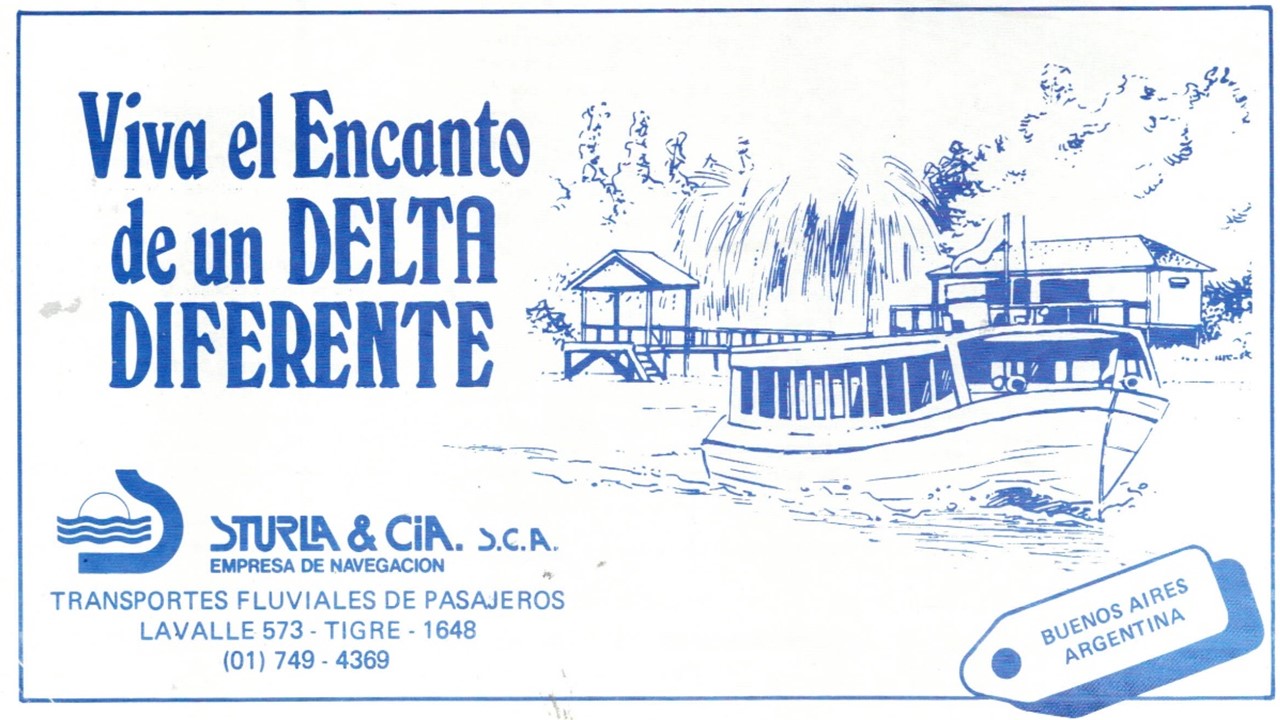 Viva el Encanto
de un DELTA
DIFERENTE
STURLA & CiA. S.C.A.
EMPRESA DE NAVEGACION
TRANSPORTES FLUVIALES DE PASAJEROS
LAVALLE 573 - TIGRE - 1648
(01) 749 - 4369
BUENOS AIRES
ARGENTINA